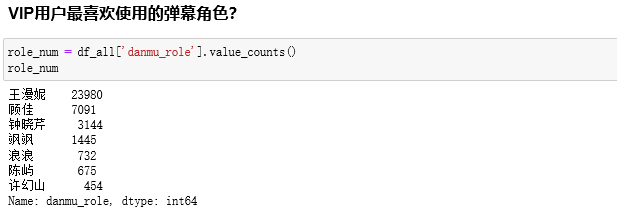 VIP用户最喜欢使用的弹幕角色?
role_num = df_all['danmu_role'].value_counts()
role_num
王漫妮 23980
顾佳 7091
钟晓芹 3144
飒飒 1445
浪浪 732
陈屿 675
许幻山 454
Name: danmu_role, dtype: int64